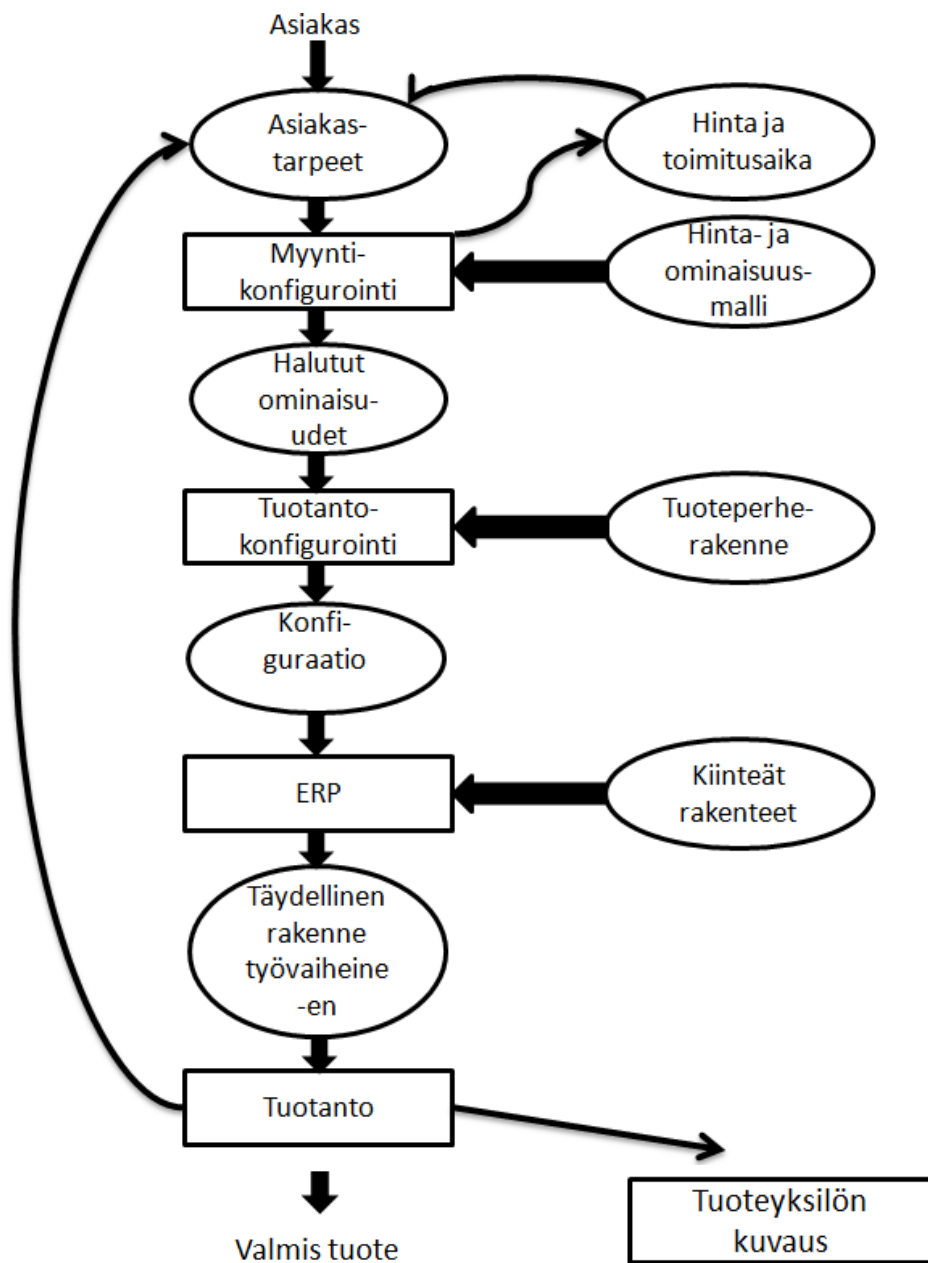 Asiakas
Asiakas-
tarpeet
Hinta ja
toimitusaika
Myynti-
konfigurointi
Hinta- ja
ominaisuus-
malli
Halutut
ominaisu-
udet
Tuotanto-
konfigurointi
Tuoteperhe-
rakenne
Konfi-
guraatio
ERP
Kiinteät
rakenteet
Täydellinen
rakenne
työvaiheine
-en
Tuotanto
Tuoteyksilön
kuvaus
Valmis tuote